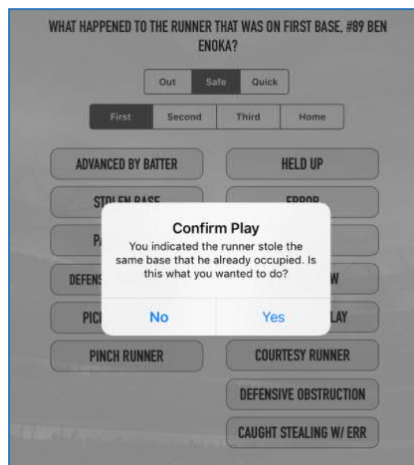 WHAT HAPPENED TO THE RUNNER THAT WAS ON FIRST BASE, #89 BEN
ENOKA?
Out Safe Quick
First Second Third Home
ADVANCED BY BATTER HELD UP
STOLEN BASE ERROR
Confirm Play
You indicated the runner stole the
same base that he already occupied. Is
this what you wanted to do?
No Yes
PINCH RUNNER COURTESY RUNNER
DEFENSIVE OBSTRUCTION
CAUGHT STEALING W/ ERR